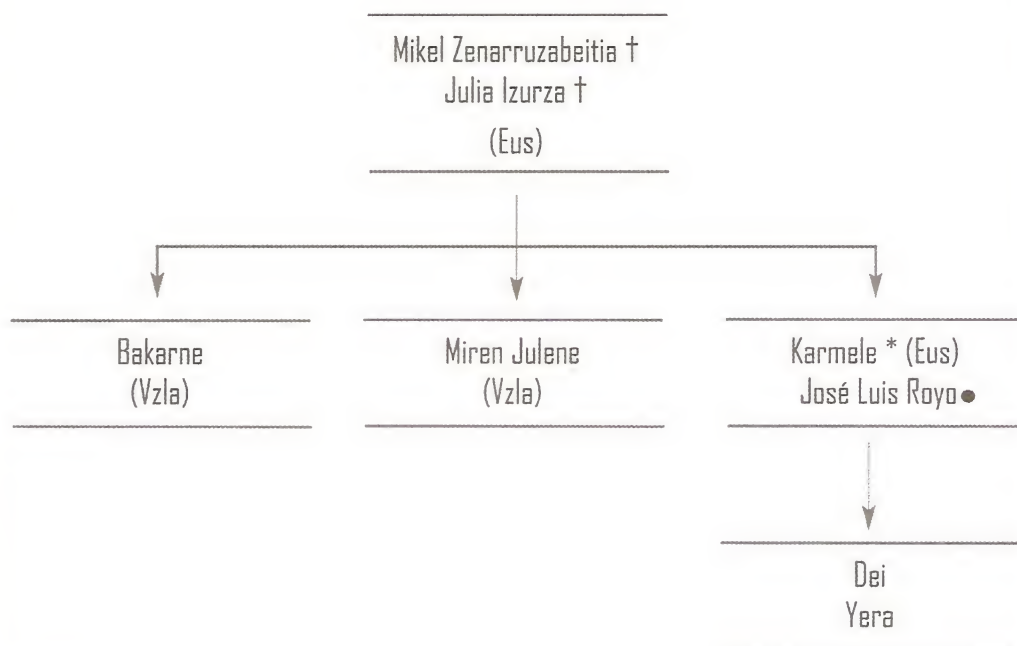 Mikel Zenarruzabeitia †
Julia Izurza †
(Eus)
Bakarne
(Vzla)
Miren Julene
(Vzla)
Karmele * (Eus)
José Luis Royo ●
Dei
Yera